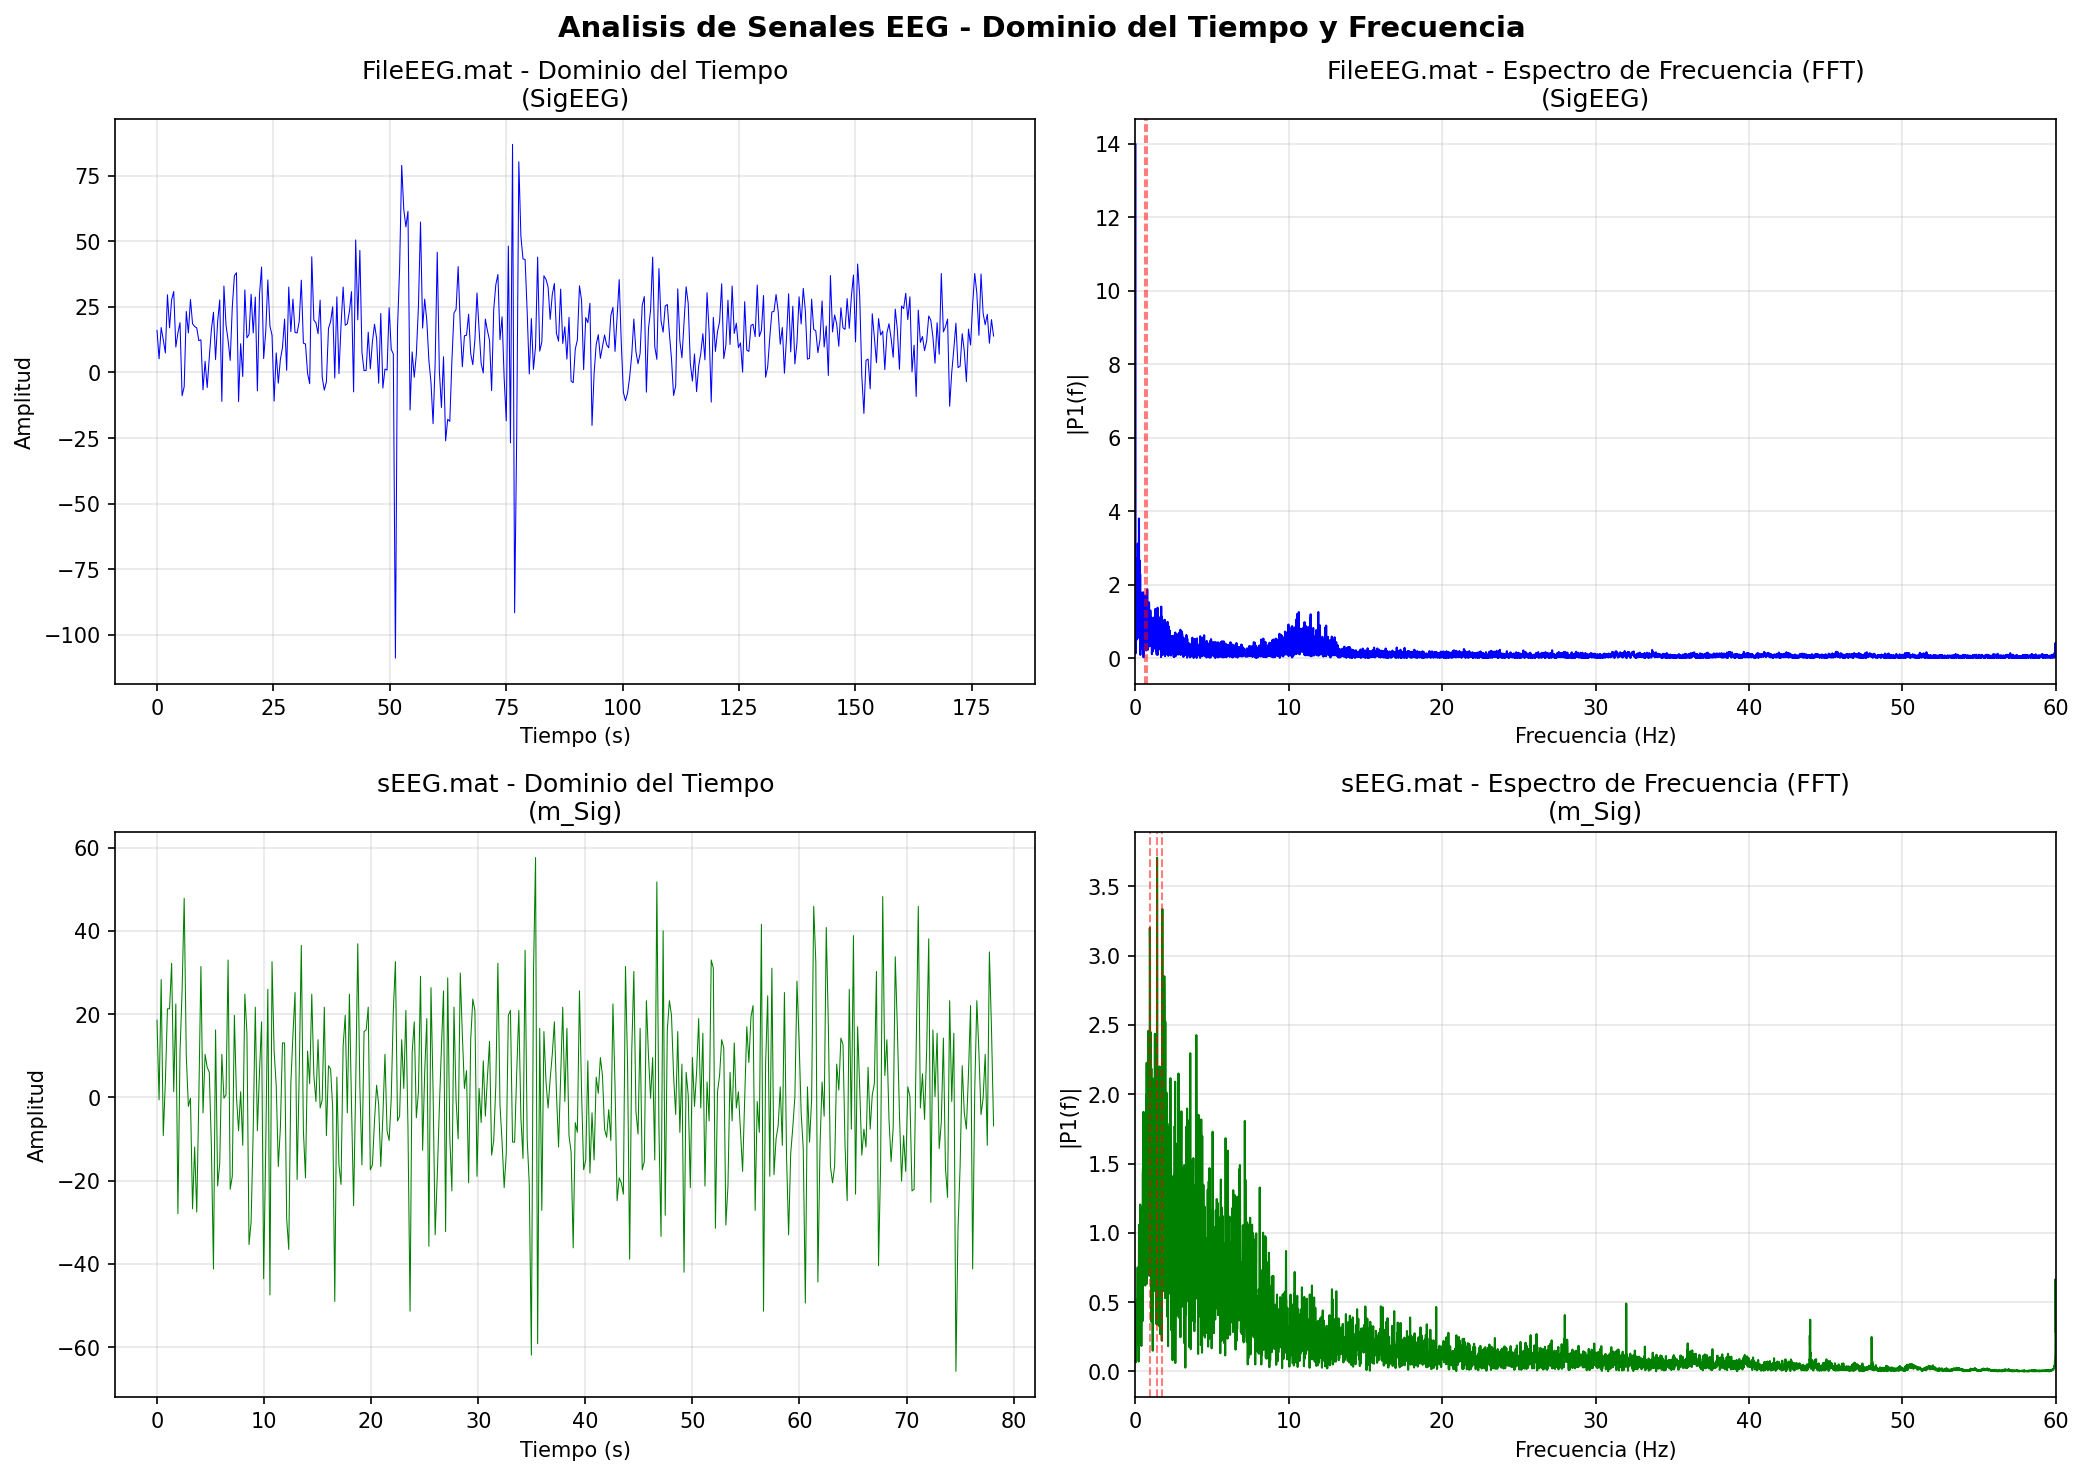 Analisis de Senales EEG - Dominio del Tiempo y Frecuencia
FileEEG.mat - Dominio del Tiempo
(SigEEG)
75
50
25
0
−25
−50
−75
−100
Amplitud
0 25 50 75 100 125 150 175
Tiempo (s)
FileEEG.mat - Espectro de Frecuencia (FFT)
(SigEEG)
14
12
10
8
6
4
2
0
|P1(f)|
0 10 20 30 40 50 60
Frecuencia (Hz)
sEEG.mat - Dominio del Tiempo
(m_Sig)
60
40
20
0
−20
−40
−60
Amplitud
0 10 20 30 40 50 60 70 80
Tiempo (s)
sEEG.mat - Espectro de Frecuencia (FFT)
(m_Sig)
3.5
3.0
2.5
2.0
1.5
1.0
0.5
0.0
|P1(f)|
0 10 20 30 40 50 60
Frecuencia (Hz)